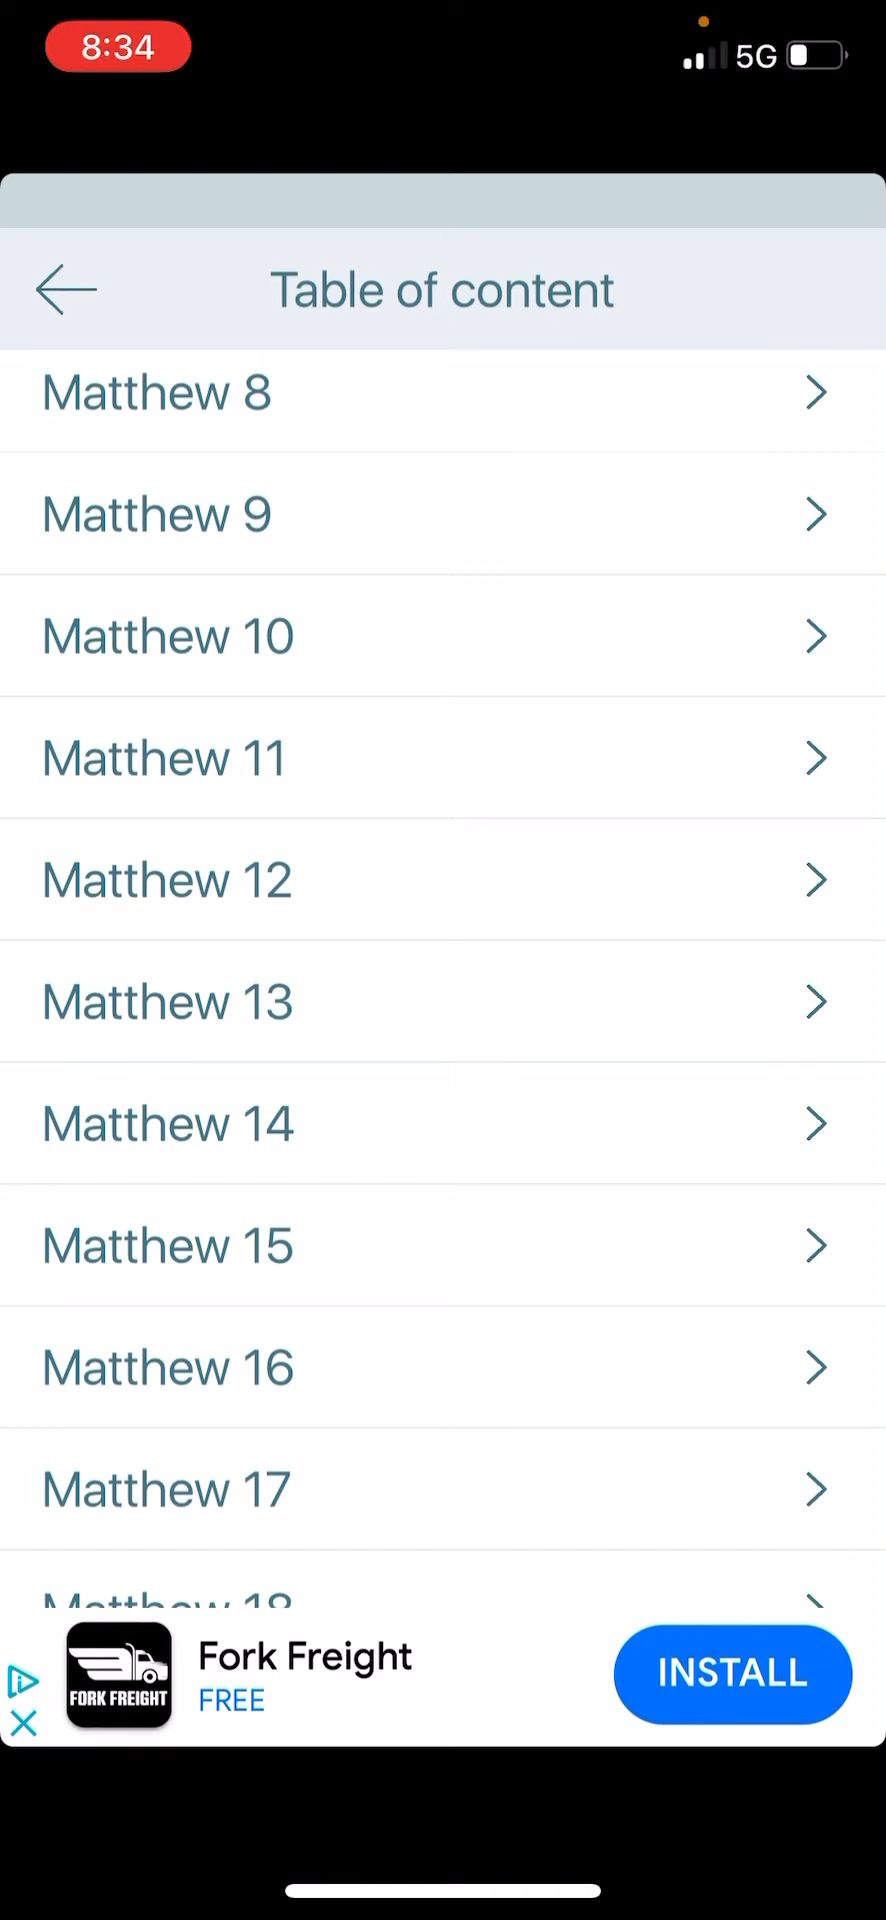 8:34
5G
Table of content
Matthew 8
Matthew 9
Matthew 10
Matthew 11
Matthew 12
Matthew 13
Matthew 14
Matthew 15
Matthew 16
Matthew 17
Matthew 18
Fork Freight
FREE
FORK FREIGHT
INSTALL